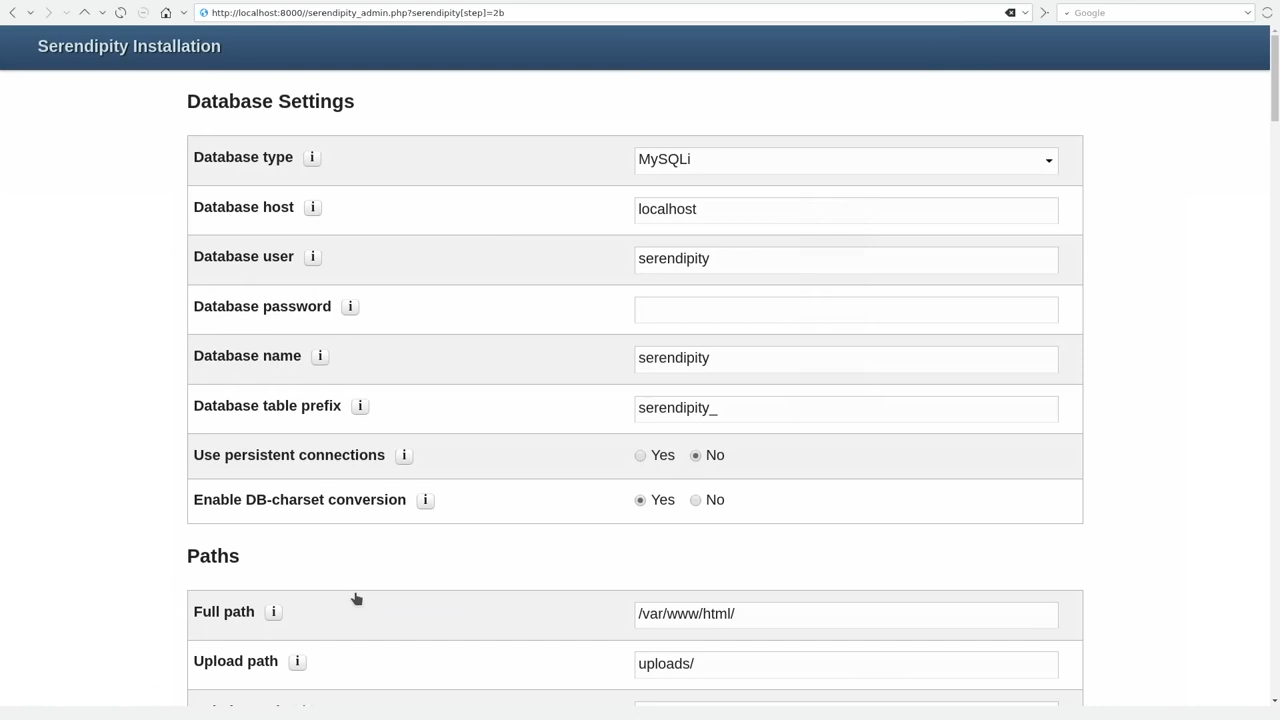 http://localhost:8000//serendipity_admin.php?serendipity[step]=2b
Google
Serendipity Installation
Database Settings
Database type i MySQLi
Database host i localhost
Database user i serendipity
Database password i
Database name i serendipity
Database table prefix i serendipity_
Use persistent connections i Yes No
Enable DB-charset conversion i Yes No
Paths
Full path i /var/www/html/
Upload path i uploads/